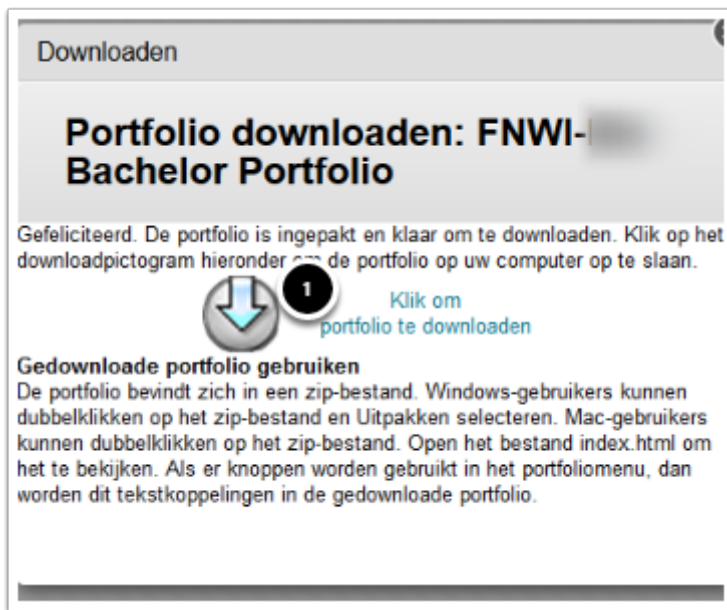 Downloaden
Portfolio downloaden: FNWI-
Bachelor Portfolio
Gefeliciteerd. De portfolio is ingepakt en klaar om te downloaden. Klik op het
downloadpictogram hieronder de portfolio op uw computer op te slaan.
1
Klik om
portfolio te downloaden
Gedownloade portfolio gebruiken
De portfolio bevindt zich in een zip-bestand. Windows-gebruikers kunnen
dubbelklikken op het zip-bestand en Uitpakken selecteren. Mac-gebruikers
kunnen dubbelklikken op het zip-bestand. Open het bestand index.html om
het te bekijken. Als er knoppen worden gebruikt in het portfoliomenu, dan
worden dit tekstkoppelingen in de gedownloade portfolio.